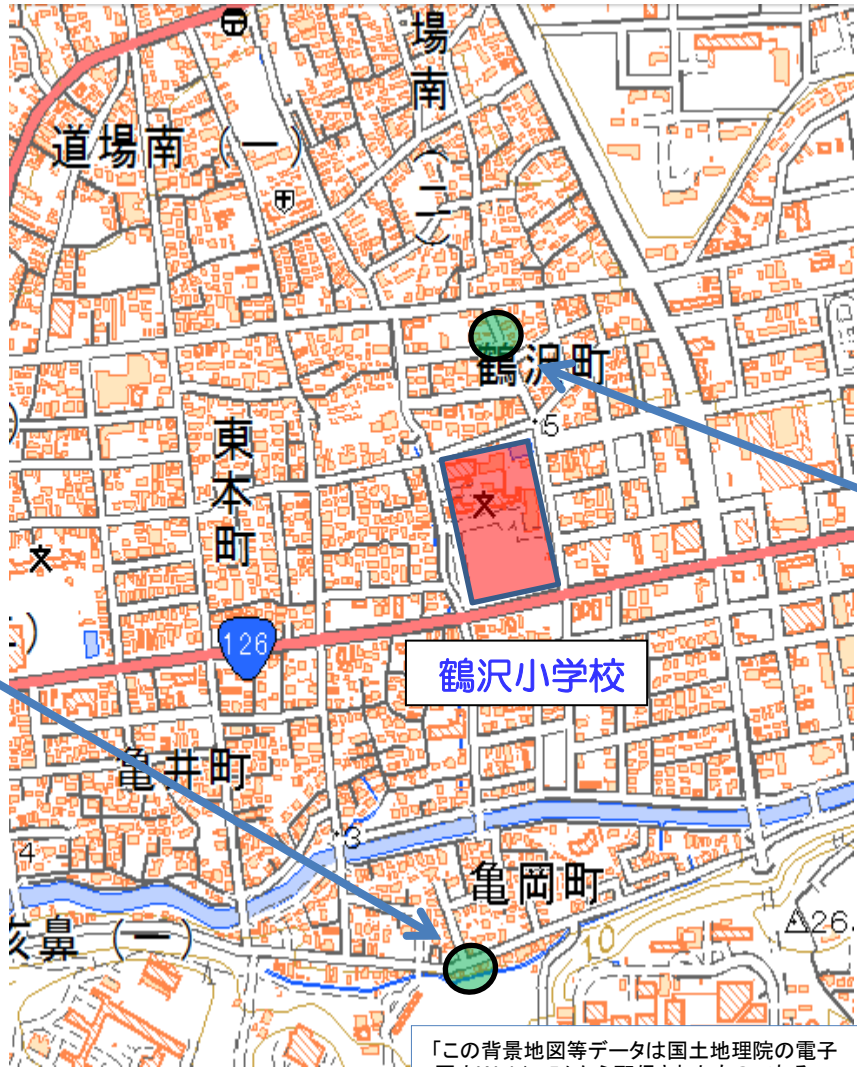 場南(二)
道場南(一)
鶴沢町
5
東本町
126
鶴沢小学校
亀井町
3
4
亀岡町
亥鼻(一)
26.
10
「この背景地図等データは国土地理院の電子